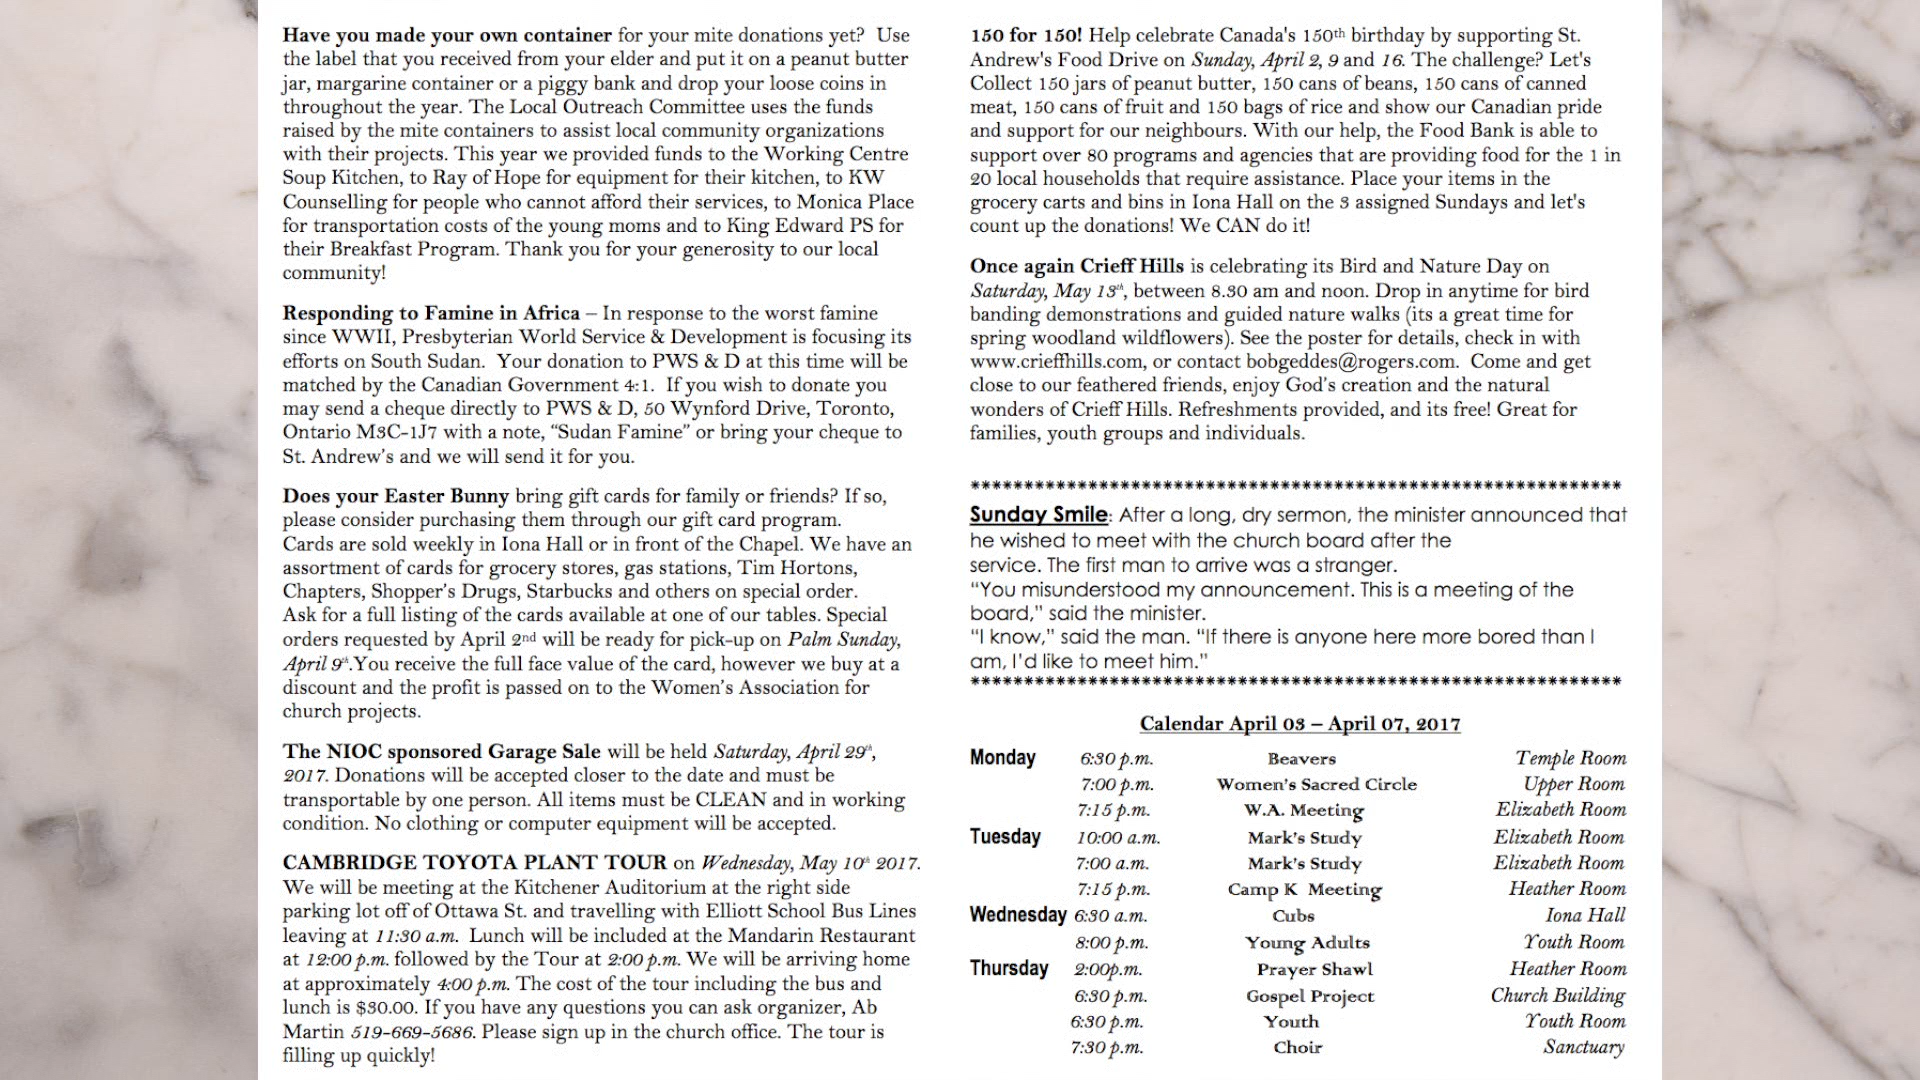 Have you made your own container for your mite donations yet?  Use
the label that you received from your elder and put it on a peanut butter
jar, margarine container or a piggy bank and drop your loose coins in
throughout the year. The Local Outreach Committee uses the funds
raised by the mite containers to assist local community organizations
with their projects. This year we provided funds to the Working Centre
Soup Kitchen, to Ray of Hope for equipment for their kitchen, to KW
Counselling for people who cannot afford their services, to Monica Place
for transportation costs of the young moms and to King Edward PS for
their Breakfast Program. Thank you for your generosity to our local
community!
Responding to Famine in Africa – In response to the worst famine
since WWII, Presbyterian World Service & Development is focusing its
efforts on South Sudan.  Your donation to PWS & D at this time will be
matched by the Canadian Government 4:1.  If you wish to donate you
may send a cheque directly to PWS & D, 50 Wynford Drive, Toronto,
Ontario M3C-1J7 with a note, “Sudan Famine” or bring your cheque to
St. Andrew’s and we will send it for you.
Does your Easter Bunny bring gift cards for family or friends? If so,
please consider purchasing them through our gift card program.
Cards are sold weekly in Iona Hall or in front of the Chapel. We have an
assortment of cards for grocery stores, gas stations, Tim Hortons,
Chapters, Shopper’s Drugs, Starbucks and others on special order.
Ask for a full listing of the cards available at one of our tables. Special
orders requested by April 2nd will be ready for pick-up on Palm Sunday,
April 9th.You receive the full face value of the card, however we buy at a
discount and the profit is passed on to the Women’s Association for
church projects.
The NIOC sponsored Garage Sale will be held Saturday, April 29th,
2017. Donations will be accepted closer to the date and must be
transportable by one person. All items must be CLEAN and in working
condition. No clothing or computer equipment will be accepted.
CAMBRIDGE TOYOTA PLANT TOUR on Wednesday, May 10th 2017.
We will be meeting at the Kitchener Auditorium at the right side
parking lot off of Ottawa St. and travelling with Elliott School Bus Lines
leaving at 11:30 a.m.  Lunch will be included at the Mandarin Restaurant
at 12:00 p.m. followed by the Tour at 2:00 p.m. We will be arriving home
at approximately 4:00 p.m. The cost of the tour including the bus and
lunch is $30.00. If you have any questions you can ask organizer, Ab
Martin 519-669-5686. Please sign up in the church office. The tour is
filling up quickly!
150 for 150! Help celebrate Canada's 150th birthday by supporting St.
Andrew's Food Drive on Sunday, April 2, 9 and 16. The challenge? Let's
Collect 150 jars of peanut butter, 150 cans of beans, 150 cans of canned
meat, 150 cans of fruit and 150 bags of rice and show our Canadian pride
and support for our neighbours. With our help, the Food Bank is able to
support over 80 programs and agencies that are providing food for the 1 in
20 local households that require assistance. Place your items in the
grocery carts and bins in Iona Hall on the 3 assigned Sundays and let's
count up the donations! We CAN do it!
Once again Crieff Hills is celebrating its Bird and Nature Day on
Saturday, May 13th, between 8.30 am and noon. Drop in anytime for bird
banding demonstrations and guided nature walks (its a great time for
spring woodland wildflowers). See the poster for details, check in with
www.crieffhills.com, or contact bobgeddes@rogers.com.  Come and get
close to our feathered friends, enjoy God's creation and the natural
wonders of Crieff Hills. Refreshments provided, and its free! Great for
families, youth groups and individuals.
*************************************************************
Sunday Smile: After a long, dry sermon, the minister announced that
he wished to meet with the church board after the
service. The first man to arrive was a stranger.
“You misunderstood my announcement. This is a meeting of the
board,” said the minister.
“I know,” said the man. “If there is anyone here more bored than I
am, I’d like to meet him.”
*************************************************************
Calendar April 03 – April 07, 2017
Monday 6:30 p.m. Beavers Temple Room
7:00 p.m. Women’s Sacred Circle Upper Room
7:15 p.m. W.A. Meeting Elizabeth Room
Tuesday 10:00 a.m. Mark’s Study Elizabeth Room
7:00 a.m. Mark’s Study Elizabeth Room
7:15 p.m. Camp K  Meeting Heather Room
Wednesday 6:30 a.m. Cubs Iona Hall
8:00 p.m. Young Adults Youth Room
Thursday 2:00p.m. Prayer Shawl Heather Room
6:30 p.m. Gospel Project Church Building
6:30 p.m. Youth Youth Room
7:30 p.m. Choir Sanctuary